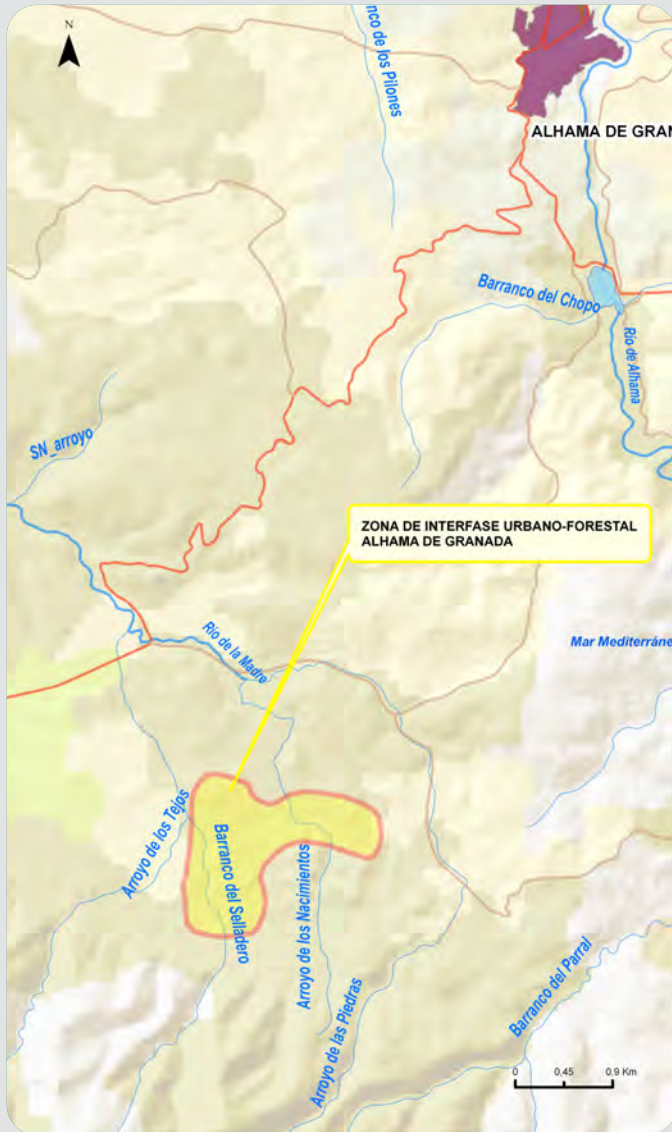 N
nco de los Pilones
ALHAMA DE GRAN
Barranco del Chopo
Río de Alhama
SN_arroyo
ZONA DE INTERFASE URBANO-FORESTAL
ALHAMA DE GRANADA
Río de la Madre
Mar Mediterráne
Arroyo de los Tejos
Barranco del Selladero
Arroyo de los Nacimientos
Arroyo de las Piedras
Barranco del Parral
0 0,45 0,9 Km